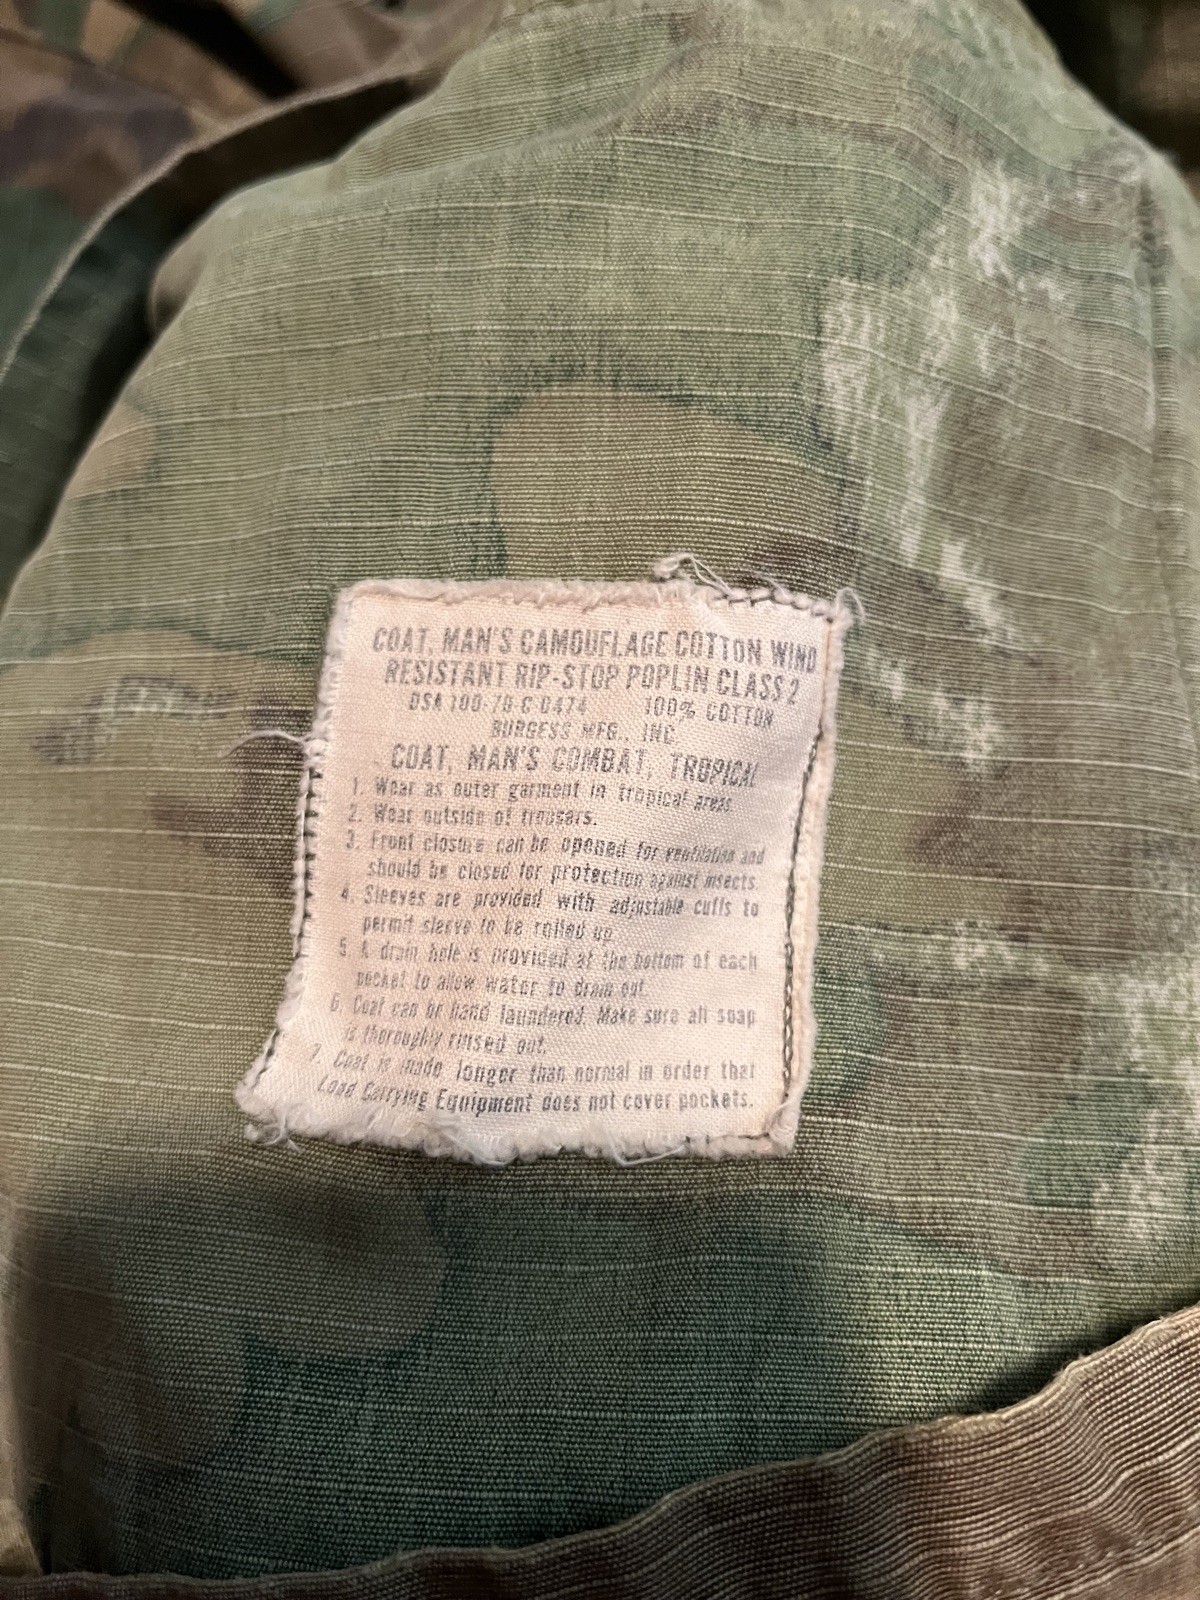 COAT, MAN'S CAMOUFLAGE COTTON WIND
RESISTANT RIP-STOP POPLIN CLASS 2
DSA 100-70-C-0474 100% COTTON
BURGESS MFG., INC.
COAT, MAN'S COMBAT, TROPICAL
1. Wear as outer garment in tropical areas.
2. Wear outside of trousers.
3. Front closure can be opened for ventilation and
should be closed for protection against insects.
4. Sleeves are provided with adjustable cuffs to
permit sleeve to be rolled up.
5. A drain hole is provided at the bottom of each
pocket to allow water to drain out.
6. Coat can be hand laundered. Make sure all soap
is thoroughly rinsed out.
7. Coat is made longer than normal in order that
Load Carrying Equipment does not cover pockets.